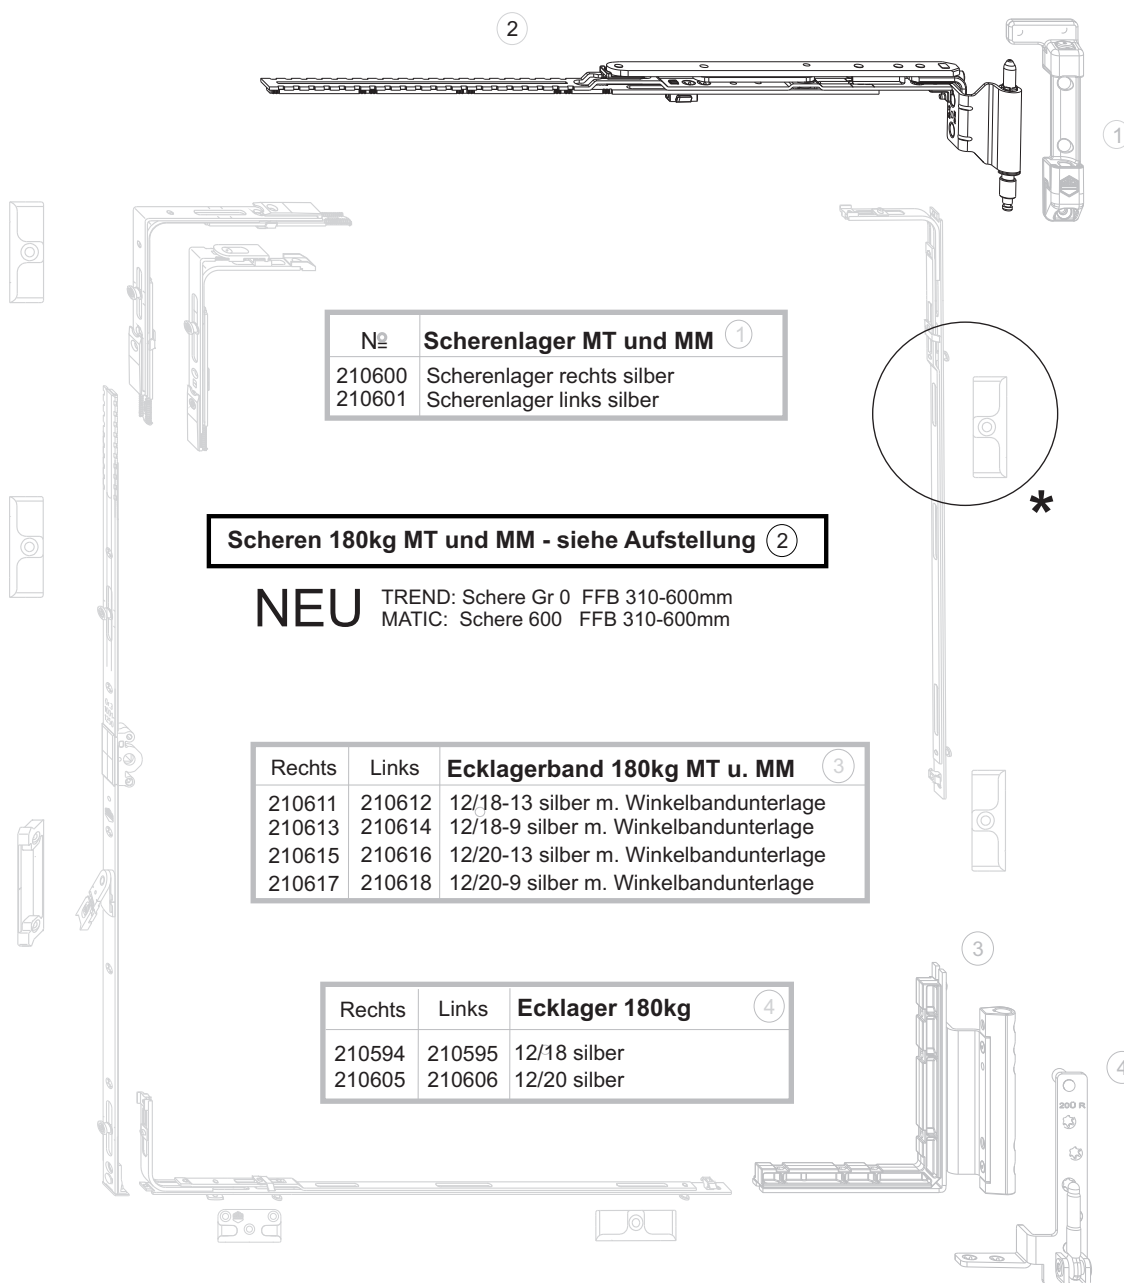 2
1
№ Scherenlager MT und MM 1
210600 Scherenlager rechts silber
210601 Scherenlager links silber
*
Scheren 180kg MT und MM - siehe Aufstellung 2
NEU
TREND: Schere Gr 0 FFB 310-600mm
MATIC: Schere 600 FFB 310-600mm
Rechts Links Ecklagerband 180kg MT u. MM 3
210611 210612 12/18-13 silber m. Winkelbandunterlage
210613 210614 12/18-9 silber m. Winkelbandunterlage
210615 210616 12/20-13 silber m. Winkelbandunterlage
210617 210618 12/20-9 silber m. Winkelbandunterlage
3
Rechts Links Ecklager 180kg 4
210594 210595 12/18 silber
210605 210606 12/20 silber
4
20Ü R